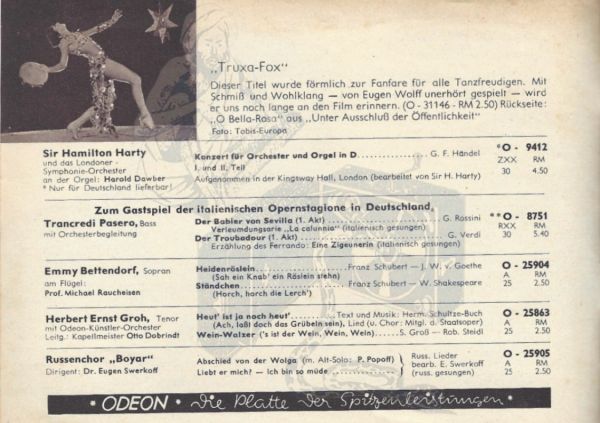 „Truxa-Fox"
Dieser Titel wurde förmlich zur Fanfare für alle Tanzfreudigen. Mit
Schmiß und Wohlklang — von Eugen Wolff unerhört gespielt — wird
er uns noch lange an den Film erinnern. (O - 31146 - RM 2.50) Rückseite:
„O Bella-Rosa" aus „Unter Ausschluß der Öffentlichkeit"
Foto: Tobis-Europa
Sir Hamilton Harty
und das Londoner -
Symphonie-Orchester
an der Orgel: Harold Dawber
* Nur für Deutschland lieferbar!
Konzert für Orchester und Orgel in D G. F. Händel
I. und II. Teil
Aufgenommen in der Kingsway Hall, London (bearbeitet von Sir H. Harty)
*O - 9412
ZXX RM
30 4.50
Zum Gastspiel der italienischen Opernstagione in Deutschland.
Trancredi Pasero, Bass
mit Orchesterbegleitung
Der Babier von Sevilla (1. Akt) G. Rossini
Verleumdungsarie „La calunnia" (italienisch gesungen)
Der Troubadour (1. Akt) G. Verdi
Erzählung des Ferrando: Eine Zigeunerin (italienisch gesungen)
**O - 8751
RXX RM
30 5.40
Emmy Bettendorf, Sopran
am Flügel:
Prof. Michael Raucheisen
Heidenröslein Franz Schubert — J. W. v. Goethe
(Sah ein Knab' ein Röslein stehn)
Ständchen Franz Schubert — W. Shakespeare
(Horch, horch die Lerch')
O - 25904
A RM
25 2.50
Herbert Ernst Groh, Tenor
mit Odeon-Künstler-Orchester
Leitg.: Kapellmeister Otto Dobrindt
Heut' ist ja noch heut' Text und Musik: Herm. Schultze-Buch
(Ach, laßt doch das Grübeln sein), Lind (u. Chor: Mitgl. d. Staatsoper)
Wein-Walzer ('s ist der Wein, Wein, Wein) S. Groß — Rob. Steidl
O - 25863
A RM
25 2.50
Russenchor „Boyar"
Dirigent: Dr. Eugen Swerkoff
Abschied von der Wolga (m. Alt-Solo: P. Popoff)
Liebt er mich? — Ich bin so müde
Russ. Lieder
bearb. E. Swerkoff
(russ. gesungen)
O - 25905
A RM
25 2.50
• ODEON • die Platte der Spitzenleistungen •